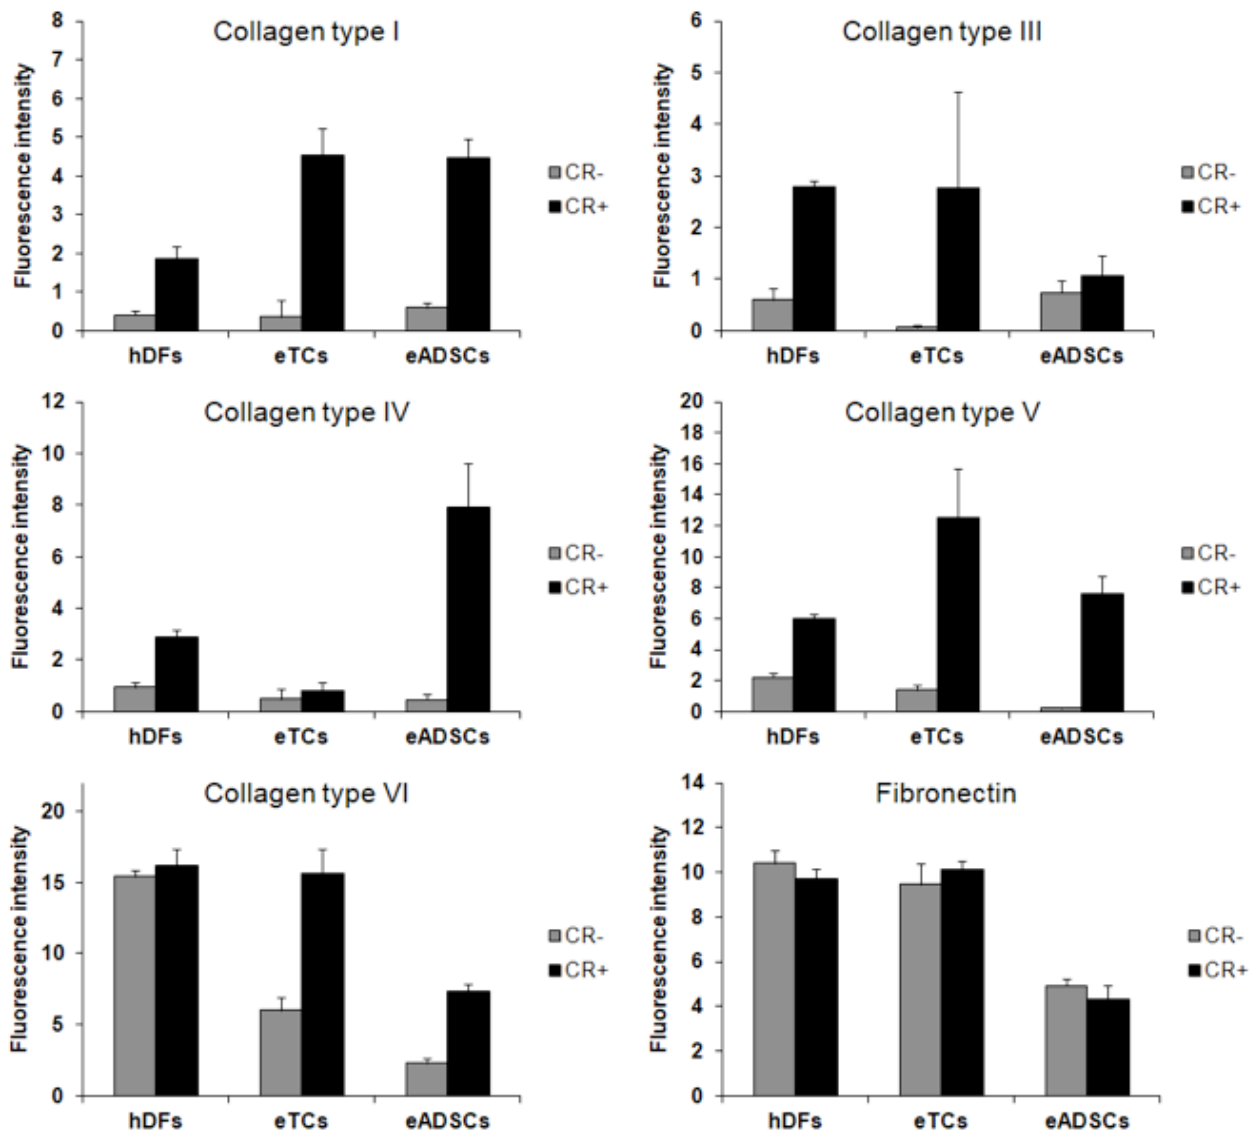 Collagen type I
Fluorescence intensity
8
7
6
5
4
3
2
1
0
hDFs eTCs eADSCs
CR-
CR+
Collagen type III
Fluorescence intensity
6
5
4
3
2
1
0
hDFs eTCs eADSCs
CR-
CR+
Collagen type IV
Fluorescence intensity
12
10
8
6
4
2
0
hDFs eTCs eADSCs
CR-
CR+
Collagen type V
Fluorescence intensity
20
18
16
14
12
10
8
6
4
2
0
hDFs eTCs eADSCs
CR-
CR+
Collagen type VI
Fluorescence intensity
20
15
10
5
0
hDFs eTCs eADSCs
CR-
CR+
Fibronectin
Fluorescence intensity
14
12
10
8
6
4
2
0
hDFs eTCs eADSCs
CR-
CR+